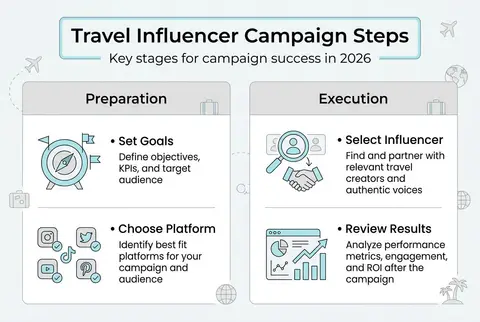 Travel Influencer Campaign Steps
Key stages for campaign success in 2026
Preparation
• Set Goals
Define objectives,
KPIs, and target
audience
• Choose Platform
Identify best fit
platforms for your
campaign and
audience
Execution
• Select Influencer
Find and partner with
relevant travel
creators and
authentic voices
• Review Results
Analyze performance
metrics, engagement,
and ROI after the
campaign